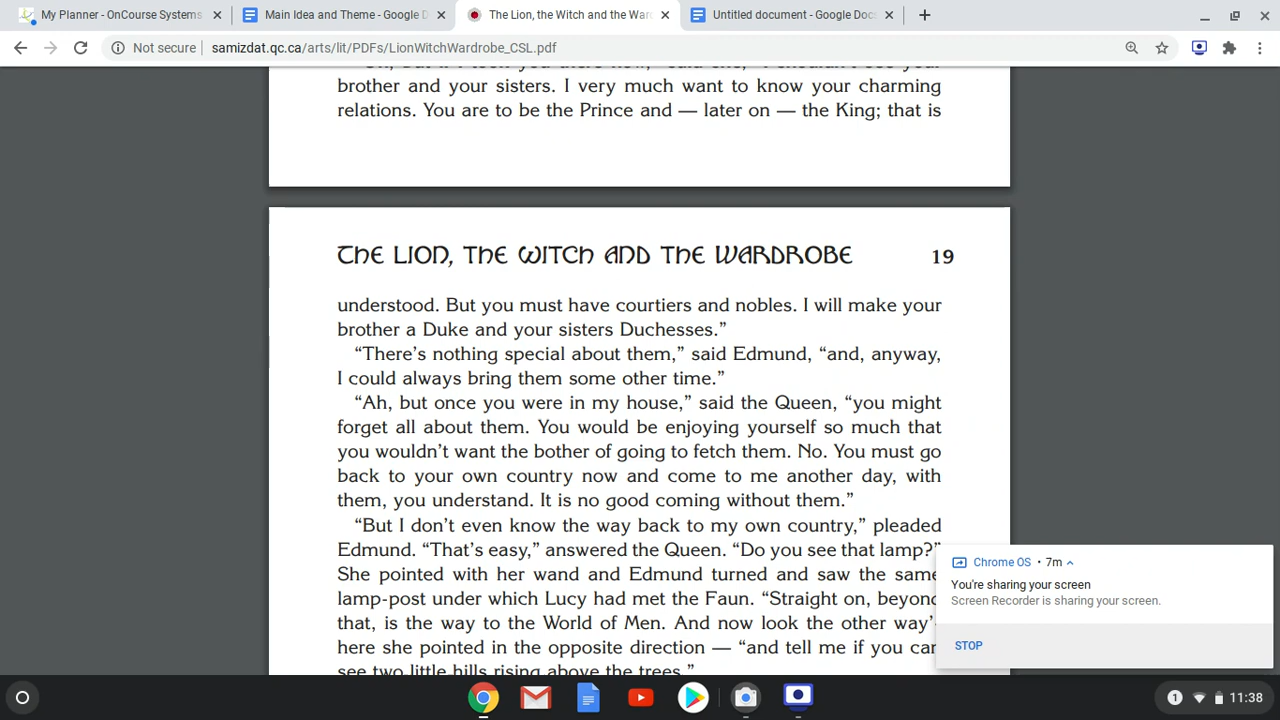 My Planner - OnCourse Systems
Main Idea and Theme - Google D
The Lion, the Witch and the Ward
Untitled document - Google Docs
Not secure
samizdat.qc.ca/arts/lit/PDFs/LionWitchWardrobe_CSL.pdf
brother and your sisters. I very much want to know your charming
relations. You are to be the Prince and — later on — the King; that is
THE LION, THE WITCH AND THE WARDROBE 19
understood. But you must have courtiers and nobles. I will make your
brother a Duke and your sisters Duchesses.”
“There’s nothing special about them,” said Edmund, “and, anyway,
I could always bring them some other time.”
“Ah, but once you were in my house,” said the Queen, “you might
forget all about them. You would be enjoying yourself so much that
you wouldn’t want the bother of going to fetch them. No. You must go
back to your own country now and come to me another day, with
them, you understand. It is no good coming without them.”
“But I don’t even know the way back to my own country,” pleaded
Edmund. “That’s easy,” answered the Queen. “Do you see that lamp?”
She pointed with her wand and Edmund turned and saw the same
lamp-post under which Lucy had met the Faun. “Straight on, beyond
that, is the way to the World of Men. And now look the other way’
here she pointed in the opposite direction — “and tell me if you can
see two little hills rising above the trees.”
Chrome OS • 7m
You're sharing your screen
Screen Recorder is sharing your screen.
STOP
1
11:38